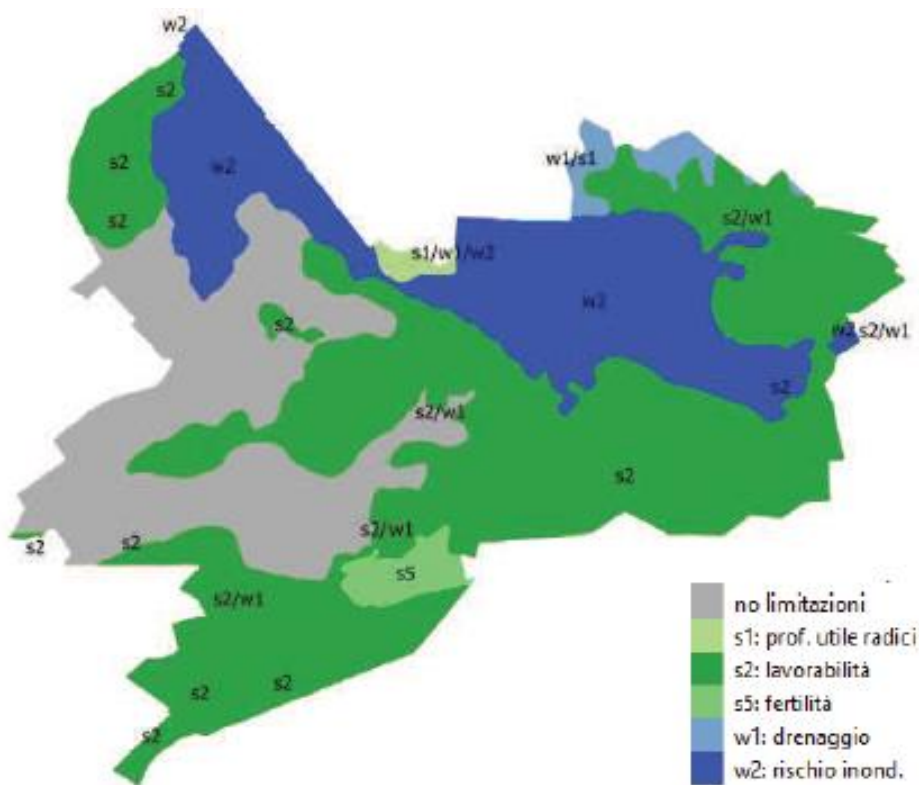 w2
s2
s2
w2
w1/s1
s2
s2/w1
s1/w1/w2
w2
s2
w2
s2/w1
s2
s2/w1
s2
s2/w1
s2
s2
s5
s2/w1
s2
s2
s2
no limitazioni
s1: prof. utile radici
s2: lavorabilità
s5: fertilità
w1: drenaggio
w2: rischio inond.